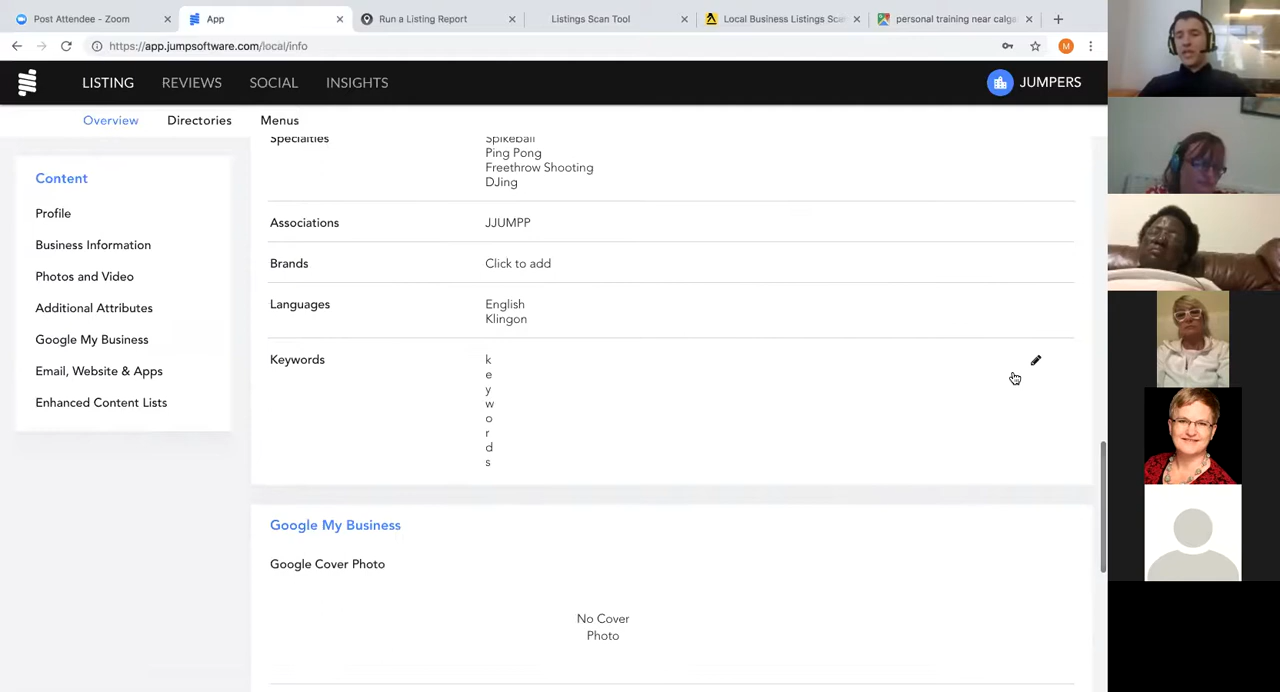 Post Attendee - Zoom
App
Run a Listing Report
Listings Scan Tool
Local Business Listings Sca
personal training near calga
https://app.jumpsoftware.com/local/info
M
LISTING
REVIEWS
SOCIAL
INSIGHTS
JUMPERS
Overview
Directories
Menus
Content
Profile
Business Information
Photos and Video
Additional Attributes
Google My Business
Email, Website & Apps
Enhanced Content Lists
Specialties
Spikeball
Ping Pong
Freethrow Shooting
DJing
Associations
JJUMPP
Brands
Click to add
Languages
English
Klingon
Keywords
k
e
y
w
o
r
d
s
Google My Business
Google Cover Photo
No Cover
Photo